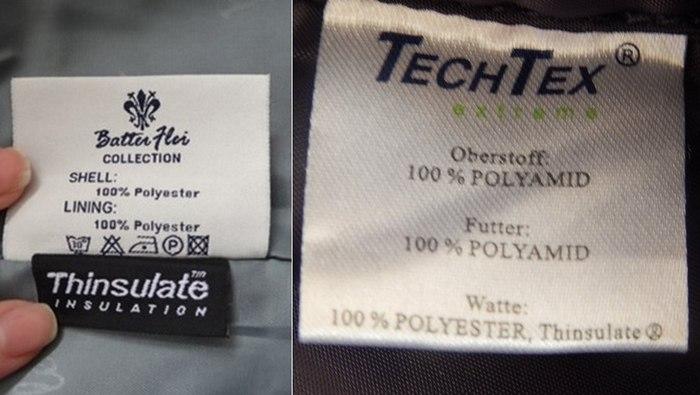 Batter Flei
COLLECTION
SHELL:
100% Polyester
LINING:
100% Polyester
30° P
Thinsulate™
INSULATION
TECHTEX®
extreme
Oberstoff:
100 % POLYAMID
Futter:
100 % POLYAMID
Watte:
100 % POLYESTER, Thinsulate ®